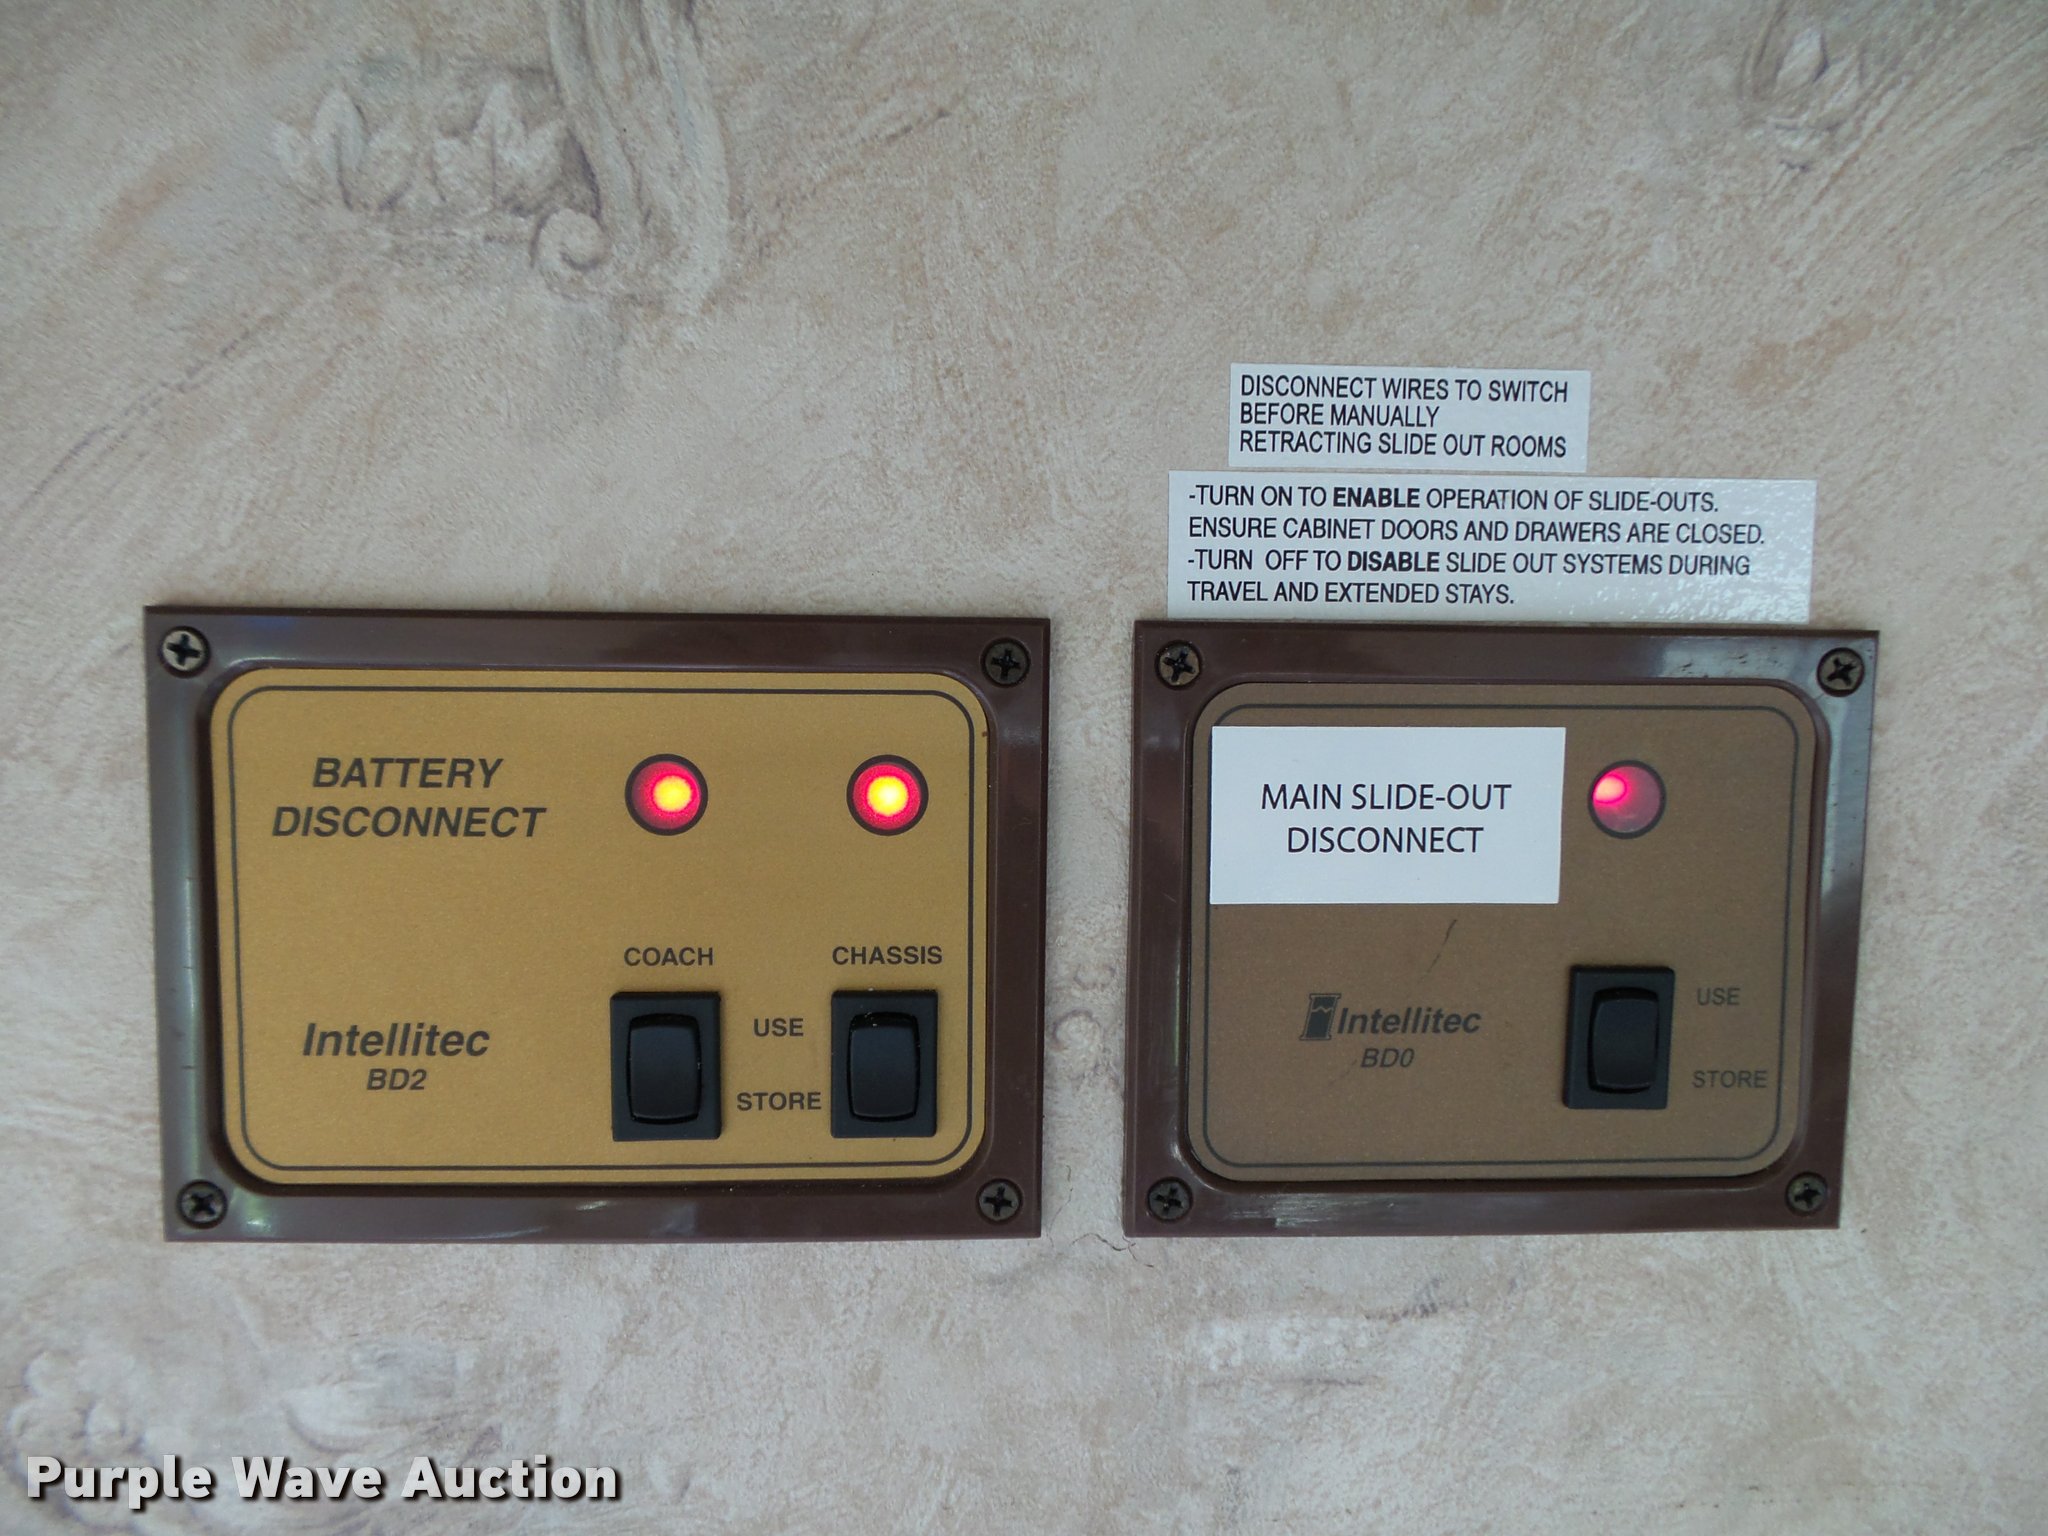 DISCONNECT WIRES TO SWITCH
BEFORE MANUALLY
RETRACTING SLIDE OUT ROOMS
-TURN ON TO ENABLE OPERATION OF SLIDE-OUTS.
ENSURE CABINET DOORS AND DRAWERS ARE CLOSED.
-TURN OFF TO DISABLE SLIDE OUT SYSTEMS DURING
TRAVEL AND EXTENDED STAYS.
BATTERY
DISCONNECT
COACH CHASSIS
USE
STORE
Intellitec
BD2
MAIN SLIDE-OUT
DISCONNECT
USE
STORE
Intellitec
BD0
Purple Wave Auction